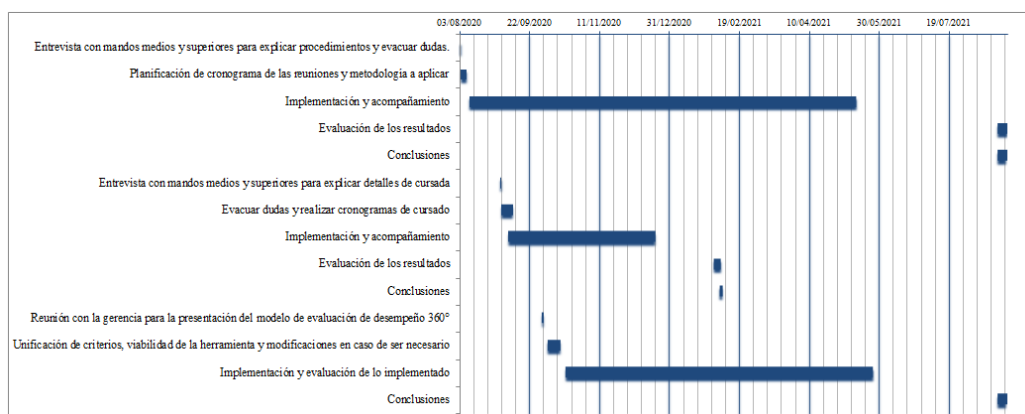 03/08/2020 22/09/2020 11/11/2020 31/12/2020 19/02/2021 10/04/2021 30/05/2021 19/07/2021
Entrevista con mandos medios y superiores para explicar procedimientos y evacuar dudas.
Planificación de cronograma de las reuniones y metodología a aplicar
Implementación y acompañamiento
Evaluación de los resultados
Conclusiones
Entrevista con mandos medios y superiores para explicar detalles de cursada
Evacuar dudas y realizar cronogramas de cursado
Implementación y acompañamiento
Evaluación de los resultados
Conclusiones
Reunión con la gerencia para la presentación del modelo de evaluación de desempeño 360°
Unificación de criterios, viabilidad de la herramienta y modificaciones en caso de ser necesario
Implementación y evaluación de lo implementado
Conclusiones